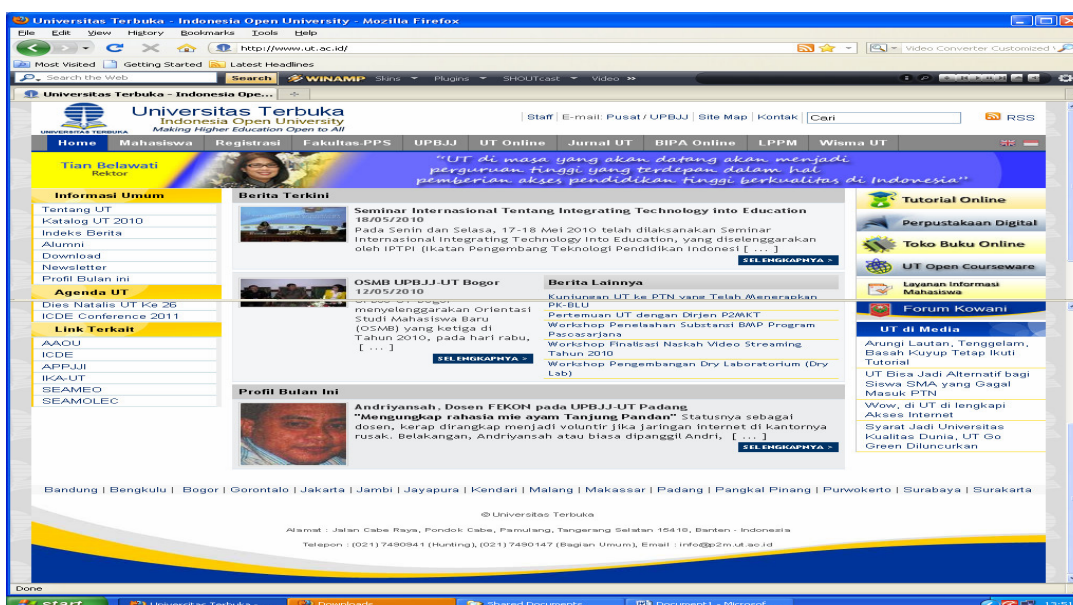 Universitas Terbuka - Indonesia Open University - Mozilla Firefox
File Edit View History Bookmarks Tools Help
http://www.ut.ac.id/
Video Converter Customized
Most Visited Getting Started Latest Headlines
Search the Web Search WINAMP Skins Plugins SHOUTcast Video »
Universitas Terbuka - Indonesia Ope...
UNIVERSITAS TERBUKA
Universitas Terbuka
Indonesia Open University
Making Higher Education Open to All
Staff | E-mail: Pusat / UPBJJ | Site Map | Kontak | Cari RSS
Home Mahasiswa Registrasi Fakultas-PPS UPBJJ UT Online Jurnal UT BIPA Online LPPM Wisma UT
Tian Belawati
Rektor
"UT di masa yang akan datang akan menjadi
perguruan tinggi yang terdepan dalam hal
pemberian akses pendidikan tinggi berkualitas di Indonesia"
Informasi Umum
Tentang UT
Katalog UT 2010
Indeks Berita
Alumni
Download
Newsletter
Profil Bulan ini
Agenda UT
Dies Natalis UT Ke 26
ICDE Conference 2011
Link Terkait
AAOU
ICDE
APPJJI
IKA-UT
SEAMEO
SEAMOLEC
Berita Terkini
Seminar Internasional Tentang Integrating Technology into Education
18/05/2010
Pada Senin dan Selasa, 17-18 Mei 2010 telah dilaksanakan Seminar
Internasional Integrating Technology Into Education, yang diselenggarakan
oleh IPTPI (Ikatan Pengembang Teknologi Pendidikan Indonesi [ ... ]
SELENGKAPNYA >
OSMB UPBJJ-UT Bogor
12/05/2010
menyelenggarakan Orientasi
Studi Mahasiswa Baru
(OSMB) yang ketiga di
Tahun 2010, pada hari rabu,
[ ... ]
SELENGKAPNYA >
Berita Lainnya
Kunjungan UT ke PTN yang Telah Menerapkan
PK-BLU
Pertemuan UT dengan Dirjen P2MKT
Workshop Penelaahan Substansi BMP Program
Pascasarjana
Workshop Finalisasi Naskah Video Streaming
Tahun 2010
Workshop Pengembangan Dry Laboratorium (Dry
Lab)
Profil Bulan Ini
Andriyansah, Dosen FEKON pada UPBJJ-UT Padang
"Mengungkap rahasia mie ayam Tanjung Pandan" Statusnya sebagai
dosen, kerap dirangkap menjadi voluntir jika jaringan internet di kantornya
rusak. Belakangan, Andriyansah atau biasa dipanggil Andri, [ ... ]
SELENGKAPNYA >
Tutorial Online
Perpustakaan Digital
Toko Buku Online
UT Open Courseware
Layanan Informasi
Mahasiswa
Forum Kowani
UT di Media
Arungi Lautan, Tenggelam,
Basah Kuyup Tetap Ikuti
Tutorial
UT Bisa Jadi Alternatif bagi
Siswa SMA yang Gagal
Masuk PTN
Wow, di UT di lengkapi
Akses Internet
Syarat Jadi Universitas
Kualitas Dunia, UT Go
Green Diluncurkan
Bandung | Bengkulu | Bogor | Gorontalo | Jakarta | Jambi | Jayapura | Kendari | Malang | Makassar | Padang | Pangkal Pinang | Purwokerto | Surabaya | Surakarta
© Universitas Terbuka
Alamat : Jalan Cabe Raya, Pondok Cabe, Pamulang, Tangerang Selatan 15418, Banten - Indonesia
Telepon : (021) 7490941 (Hunting), (021) 7490147 (Bagian Umum), Email : info@p2m.ut.ac.id
Done
start Universitas Terbuka - Downloads Shared Documents Document1 - Microsof 13:51